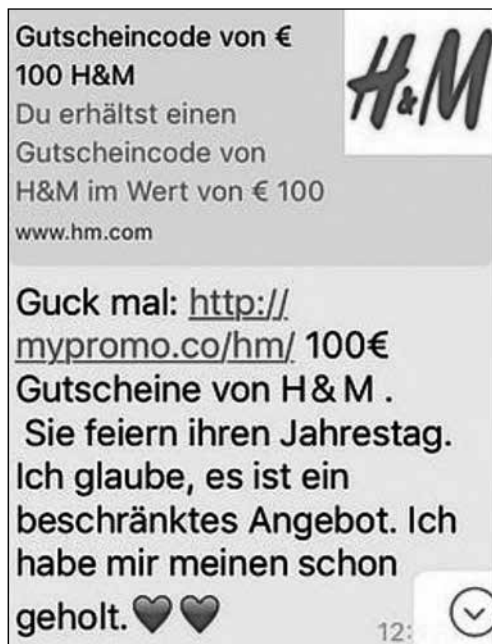 Gutscheincode von €
100 H&M
H&M
Du erhältst einen
Gutscheincode von
H&M im Wert von € 100
www.hm.com
Guck mal: http://
mypromo.co/hm/ 100€
Gutscheine von H&M .
Sie feiern ihren Jahrestag.
Ich glaube, es ist ein
beschränktes Angebot. Ich
habe mir meinen schon
geholt.🖤🖤
12: